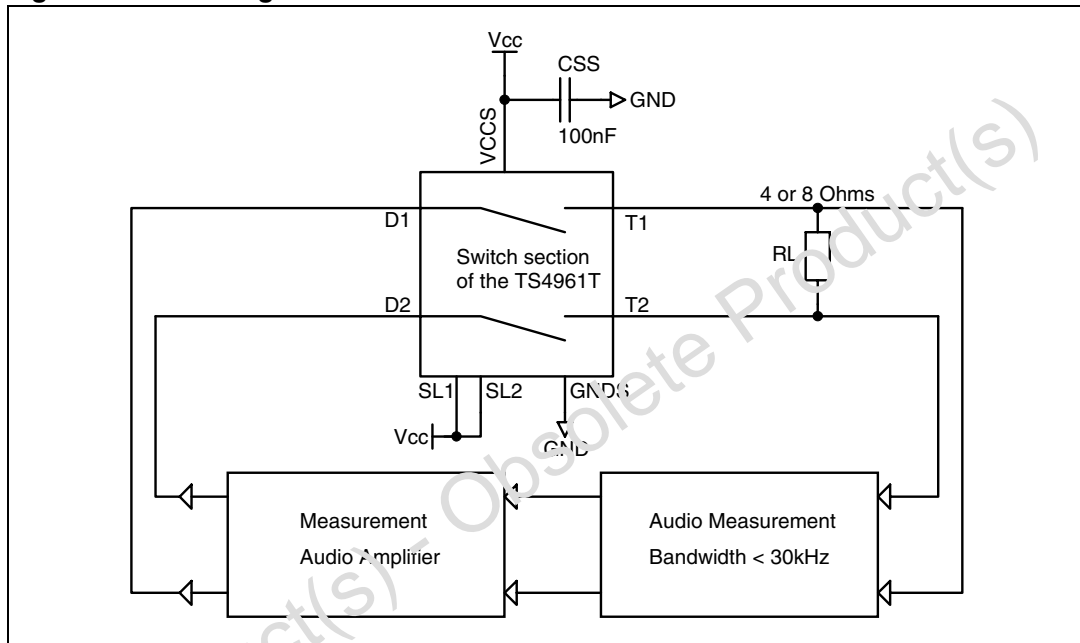 Vcc
CSS
GND
100nF
VCCS
4 or 8 Ohms
D1
T1
Switch section
of the TS4961T
RL
D2
T2
SL1
SL2
GNDS
Vcc
GND
Measurement
Audio Amplifier
Audio Measurement
Bandwidth < 30kHz
ct(s) - Obsolete Product(s)